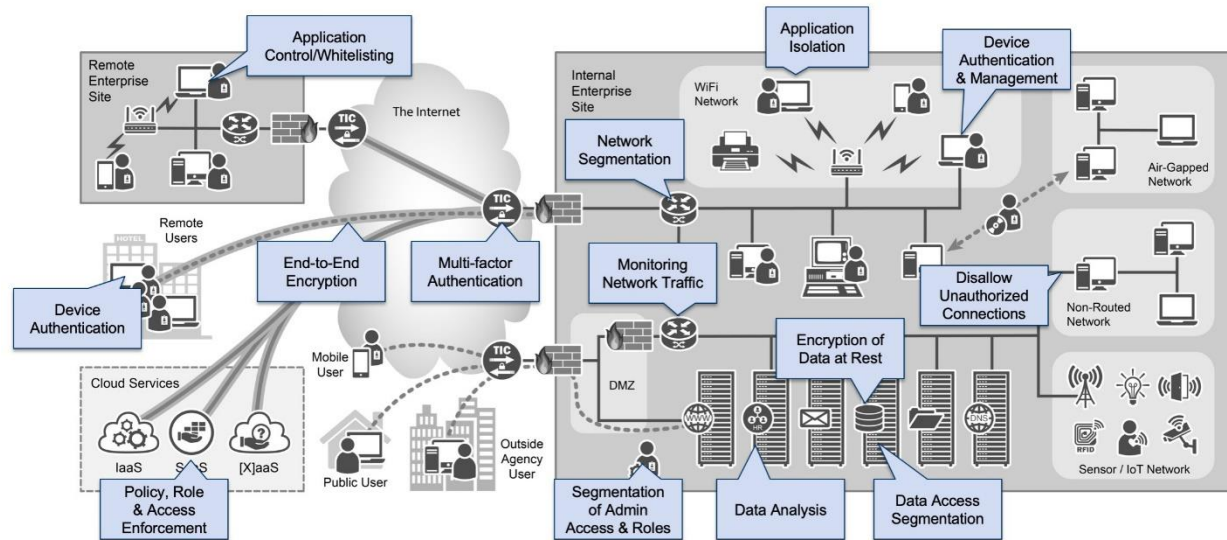 Application
Control/Whitelisting
Remote
Enterprise
Site
The Internet
TIC
TIC
Remote
Users
HOTEL
Device
Authentication
End-to-End
Encryption
Multi-factor
Authentication
Cloud Services
IaaS
[X]aaS
Policy, Role
& Access
Enforcement
Mobile
User
TIC
Public User
Outside
Agency
User
Internal
Enterprise
Site
WiFi
Network
Application
Isolation
Device
Authentication
& Management
Network
Segmentation
Air-Gapped
Network
Monitoring
Network Traffic
Disallow
Unauthorized
Connections
Non-Routed
Network
DMZ
Encryption of
Data at Rest
WWW
HR
DNS
RFID
Sensor / IoT Network
Segmentation
of Admin
Access & Roles
Data Analysis
Data Access
Segmentation